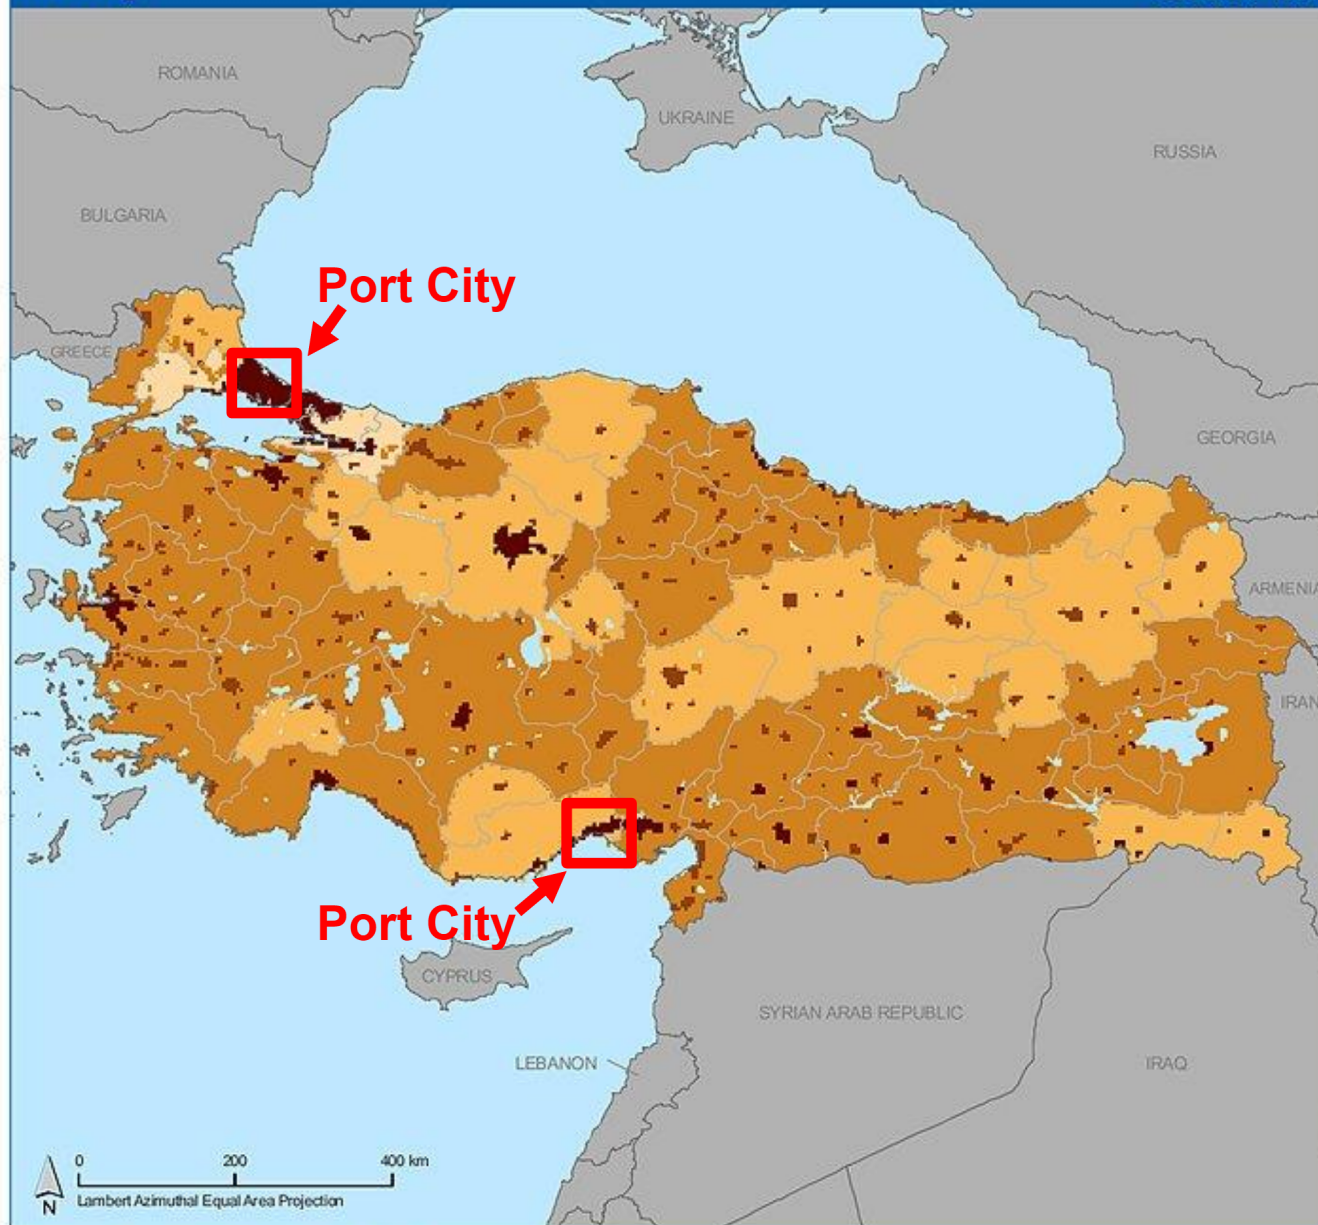 ROMANIA
UKRAINE
RUSSIA
BULGARIA
Port City
GREECE
GEORGIA
ARMENIA
IRAN
Port City
CYPRUS
SYRIAN ARAB REPUBLIC
LEBANON
IRAQ
0 200 400 km
Lambert Azimuthal Equal Area Projection
N